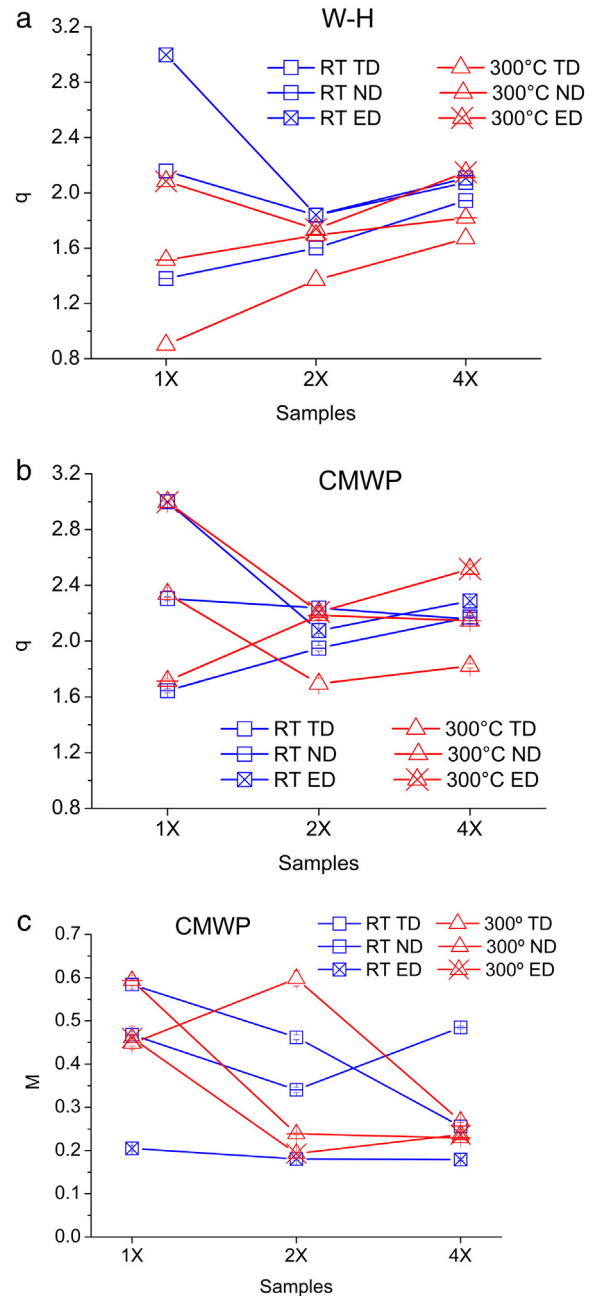 a
W-H
3.2
2.8
2.4
2.0
1.6
1.2
0.8
q
RT TD
RT ND
RT ED
300°C TD
300°C ND
300°C ED
1X 2X 4X
Samples
b
CMWP
3.2
2.8
2.4
2.0
1.6
1.2
0.8
q
RT TD
RT ND
RT ED
300°C TD
300°C ND
300°C ED
1X 2X 4X
Samples
c
CMWP
0.7
0.6
0.5
0.4
0.3
0.2
0.1
0.0
M
RT TD
RT ND
RT ED
300º TD
300º ND
300º ED
1X 2X 4X
Samples